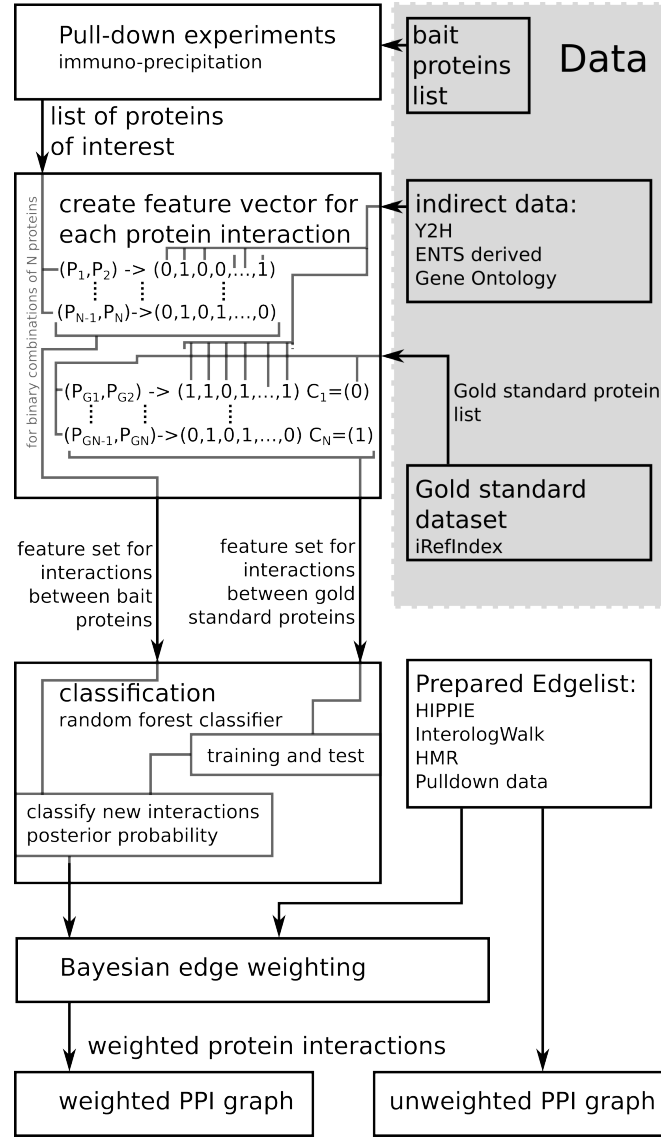 Pull-down experiments
immuno-precipitation
bait
proteins
list
Data
list of proteins
of interest
for binary combinations of N proteins
create feature vector for
each protein interaction
(P1,P2) -> (0,1,0,0,...,1)
(PN-1,PN)->(0,1,0,1,...,0)
(PG1,PG2) -> (1,1,0,1,...,1) C1=(0)
(PGN-1,PGN)->(0,1,0,1,...,0) CN=(1)
indirect data:
Y2H
ENTS derived
Gene Ontology
Gold standard protein
list
Gold standard
dataset
iRefIndex
feature set for
interactions
between bait
proteins
feature set for
interactions
between gold
standard proteins
classification
random forest classifier
training and test
classify new interactions
posterior probability
Prepared Edgelist:
HIPPIE
InterologWalk
HMR
Pulldown data
Bayesian edge weighting
weighted protein interactions
weighted PPI graph
unweighted PPI graph